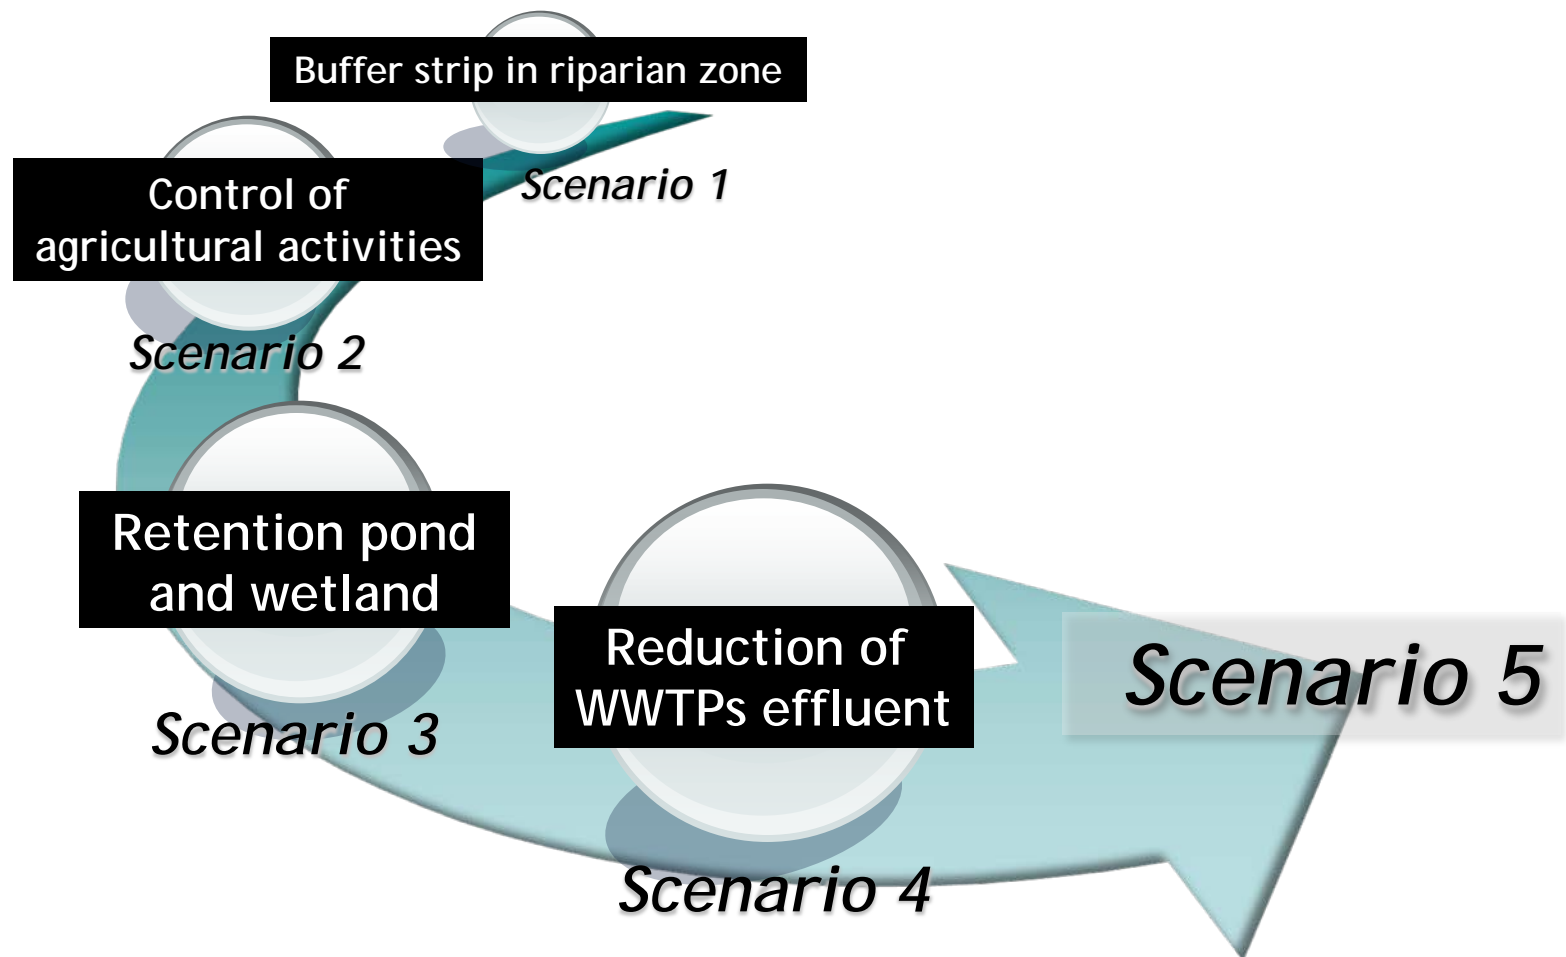 Buffer strip in riparian zone
Scenario 1
Control of
agricultural activities
Scenario 2
Retention pond
and wetland
Scenario 3
Reduction of
WWTPs effluent
Scenario 4
Scenario 5